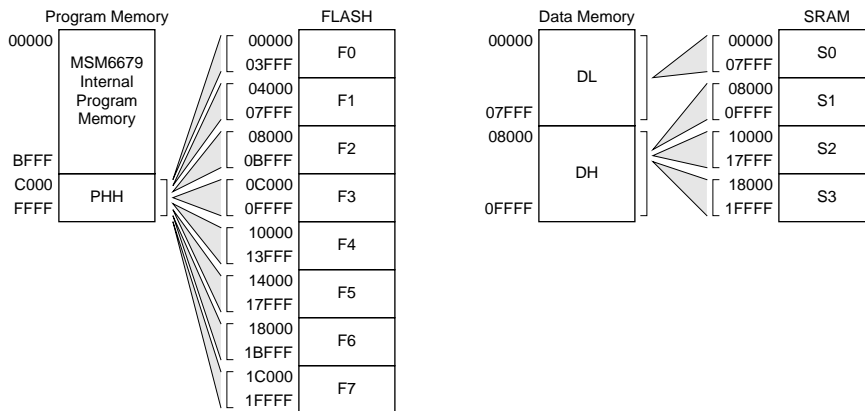 Program Memory
00000
MSM6679
Internal
Program
Memory
BFFF
C000
FFFF
PHH
FLASH
00000
03FFF
F0
04000
07FFF
F1
08000
0BFFF
F2
0C000
0FFFF
F3
10000
13FFF
F4
14000
17FFF
F5
18000
1BFFF
F6
1C000
1FFFF
F7
Data Memory
00000
DL
07FFF
08000
DH
0FFFF
SRAM
00000
07FFF
S0
08000
0FFFF
S1
10000
17FFF
S2
18000
1FFFF
S3